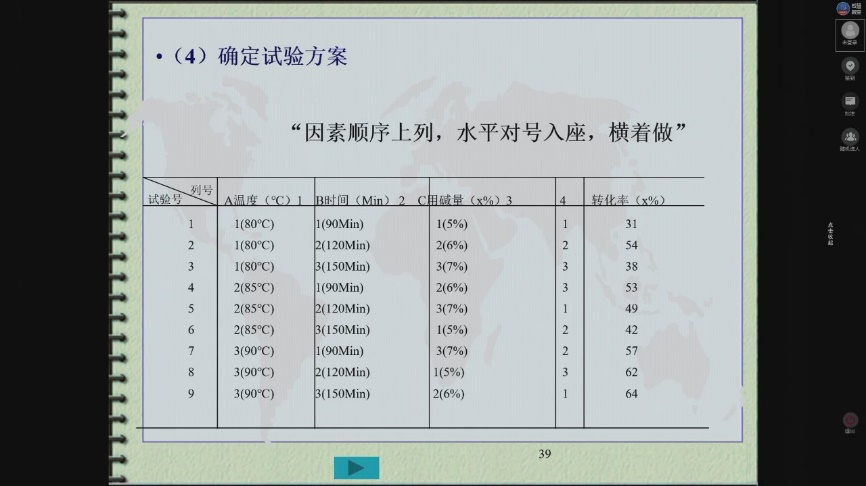 •（4）确定试验方案
“因素顺序上列，水平对号入座，横着做”
列号
试验号 A温度（℃）1 B时间（Min）2 C用碱量（x%）3 4 转化率（x%）
1 1(80℃) 1(90Min) 1(5%) 1 31
2 1(80℃) 2(120Min) 2(6%) 2 54
3 1(80℃) 3(150Min) 3(7%) 3 38
4 2(85℃) 1(90Min) 2(6%) 3 53
5 2(85℃) 2(120Min) 3(7%) 1 49
6 2(85℃) 3(150Min) 1(5%) 2 42
7 3(90℃) 1(90Min) 3(7%) 2 57
8 3(90℃) 2(120Min) 1(5%) 3 62
9 3(90℃) 3(150Min) 2(6%) 1 64
39